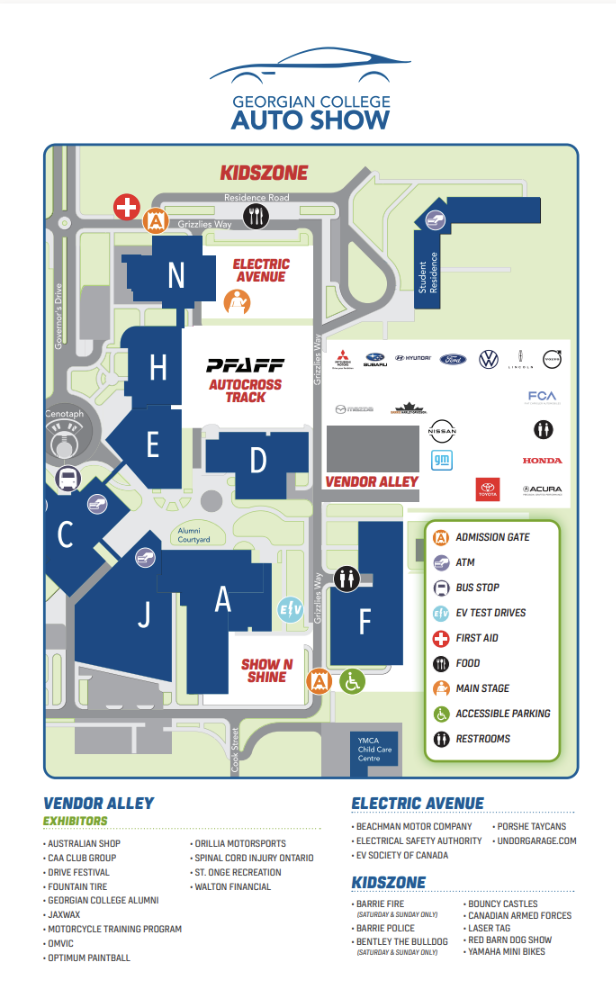 GEORGIAN COLLEGE
AUTO SHOW
KIDSZONE
Residence Road
Grizzlies Way
A
N
ELECTRIC
AVENUE
Student
Residence
Governor's Drive
H
PFAFF
AUTOCROSS
TRACK
Grizzlies Way
SUBARU
HYUNDAI
Ford
LINCOLN
VOLVO
mazda
FCA
Cenotaph
E
D
NISSAN
gm
HONDA
VENDOR ALLEY
TOYOTA
ACURA
C
Alumni
Courtyard
J
A
EV
Grizzlies Way
F
SHOW N
SHINE
A
Cook Street
YMCA
Child Care
Centre
A ADMISSION GATE
ATM
BUS STOP
EV EV TEST DRIVES
FIRST AID
FOOD
MAIN STAGE
ACCESSIBLE PARKING
RESTROOMS
VENDOR ALLEY
EXHIBITORS
• AUSTRALIAN SHOP
• CAA CLUB GROUP
• DRIVE FESTIVAL
• FOUNTAIN TIRE
• GEORGIAN COLLEGE ALUMNI
• JAXWAX
• MOTORCYCLE TRAINING PROGRAM
• OMVIC
• OPTIMUM PAINTBALL
• ORILLIA MOTORSPORTS
• SPINAL CORD INJURY ONTARIO
• ST. ONGE RECREATION
• WALTON FINANCIAL
ELECTRIC AVENUE
• BEACHMAN MOTOR COMPANY
• ELECTRICAL SAFETY AUTHORITY
• EV SOCIETY OF CANADA
• PORSHE TAYCANS
• UNDORGARAGE.COM
KIDSZONE
• BARRIE FIRE
(SATURDAY & SUNDAY ONLY)
• BARRIE POLICE
• BENTLEY THE BULLDOG
(SATURDAY & SUNDAY ONLY)
• BOUNCY CASTLES
• CANADIAN ARMED FORCES
• LASER TAG
• RED BARN DOG SHOW
• YAMAHA MINI BIKES